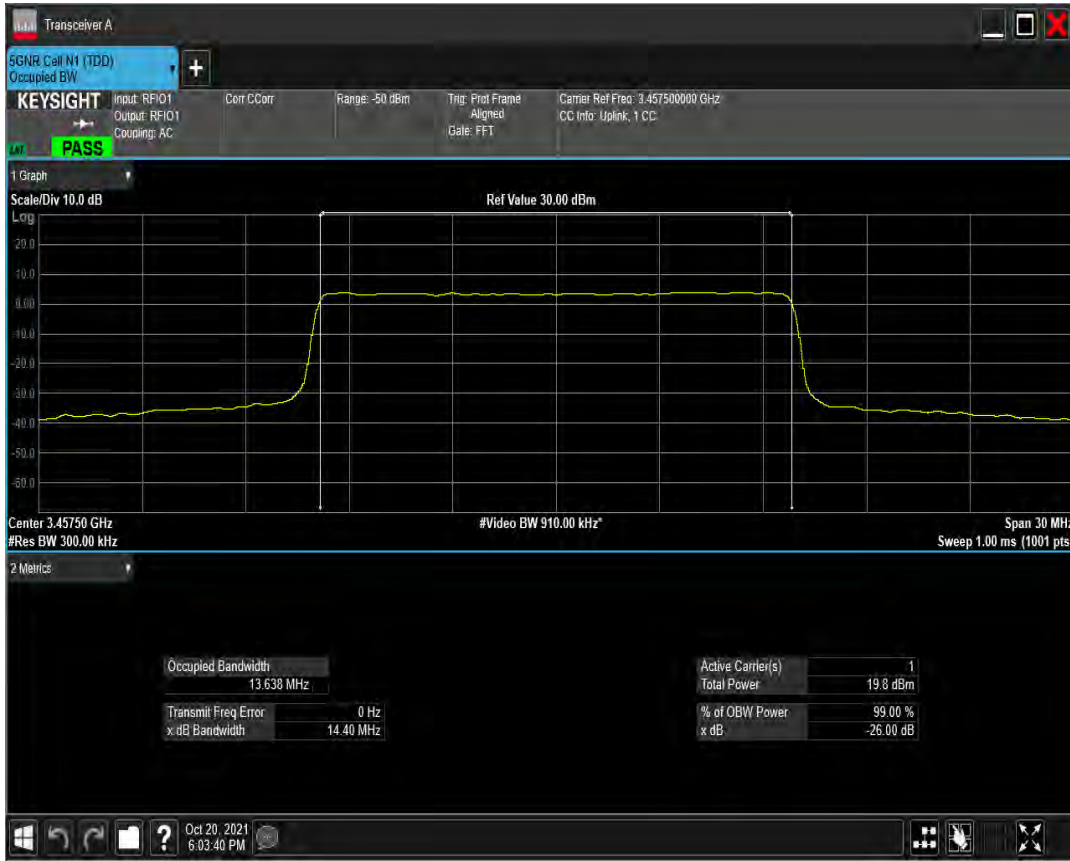 Transceiver A
5GNR Cell N1 (TDD)
Occupied BW
+
KEYSIGHT
PASS
Input: RFIO1
Output: RFIO1
Coupling: AC
Corr CCorr
Range: -50 dBm
Trig: Prot Frame
Aligned
Gate: FFT
Carrier Ref Freq: 3.457500000 GHz
CC Info: Uplink, 1 CC
1 Graph
Scale/Div 10.0 dB
Ref Value 30.00 dBm
Log
20.0
10.0
0.00
-10.0
-20.0
-30.0
-40.0
-50.0
-60.0
Center 3.45750 GHz
#Video BW 910.00 kHz*
Span 30 MHz
#Res BW 300.00 kHz
Sweep 1.00 ms (1001 pts
2 Metrics
Occupied Bandwidth
13.638 MHz
Transmit Freq Error 0 Hz
x dB Bandwidth 14.40 MHz
Active Carrier(s) 1
Total Power 19.8 dBm
% of OBW Power 99.00 %
x dB -26.00 dB
?
Oct 20, 2021
6:03:40 PM